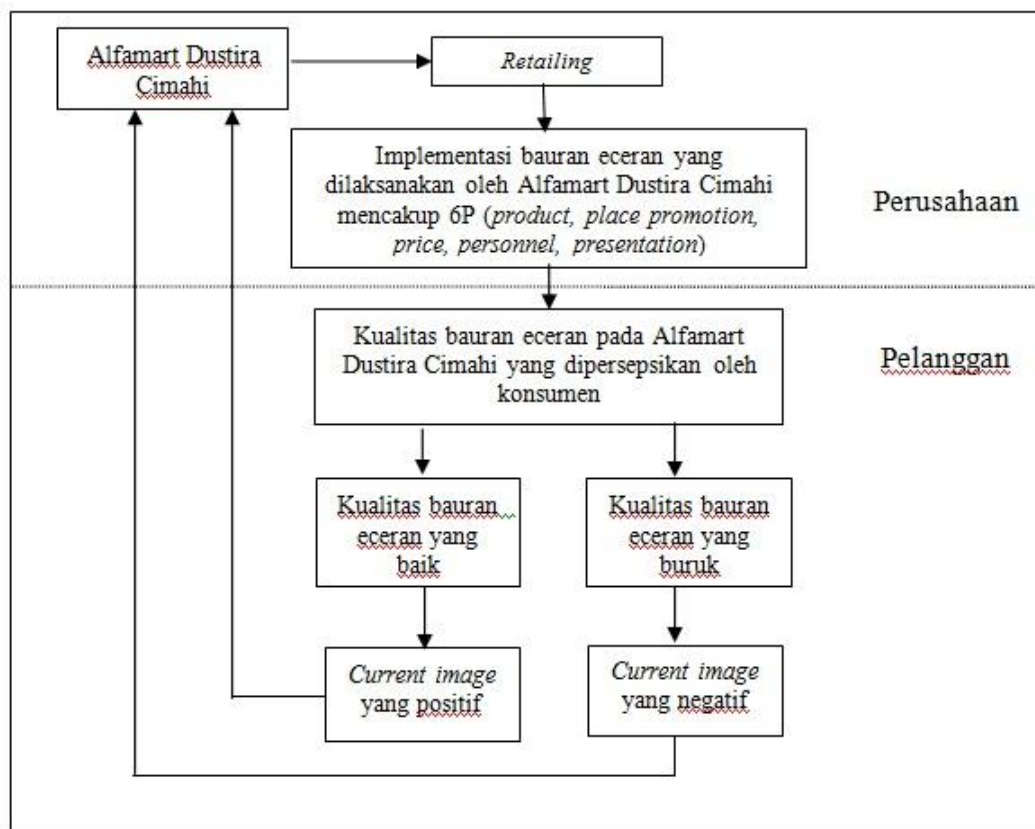 Alfamart Dustira
Cimahi
Retailing
Implementasi bauran eceran yang
dilaksanakan oleh Alfamart Dustira Cimahi
mencakup 6P (product, place promotion,
price, personnel, presentation)
Perusahaan
Kualitas bauran eceran pada Alfamart
Dustira Cimahi yang dipersepsikan oleh
konsumen
Pelanggan
Kualitas bauran
eceran yang
baik
Kualitas bauran
eceran yang
buruk
Current image
yang positif
Current image
yang negatif